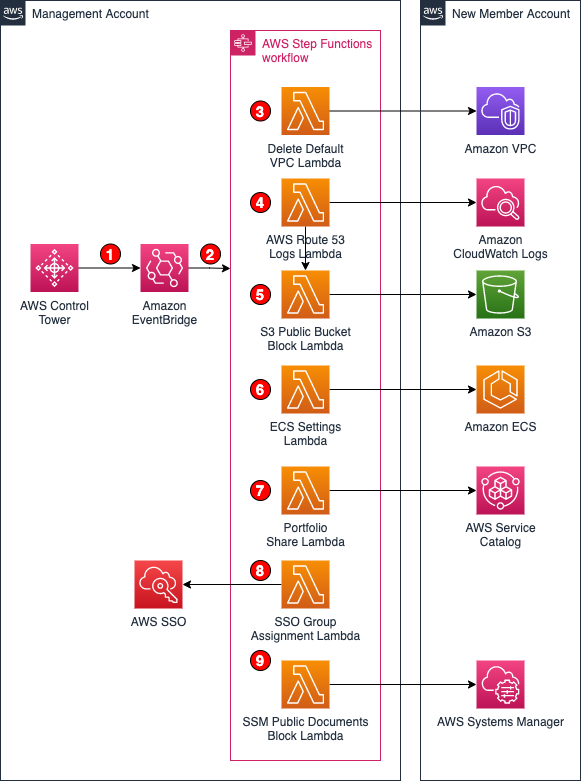 aws
Management Account
aws
New Member Account
AWS Step Functions
workflow
3
Delete Default
VPC Lambda
Amazon VPC
4
AWS Route 53
Logs Lambda
Amazon
CloudWatch Logs
1
2
AWS Control
Tower
Amazon
EventBridge
5
S3 Public Bucket
Block Lambda
Amazon S3
6
ECS Settings
Lambda
Amazon ECS
7
Portfolio
Share Lambda
AWS Service
Catalog
8
AWS SSO
SSO Group
Assignment Lambda
9
SSM Public Documents
Block Lambda
AWS Systems Manager